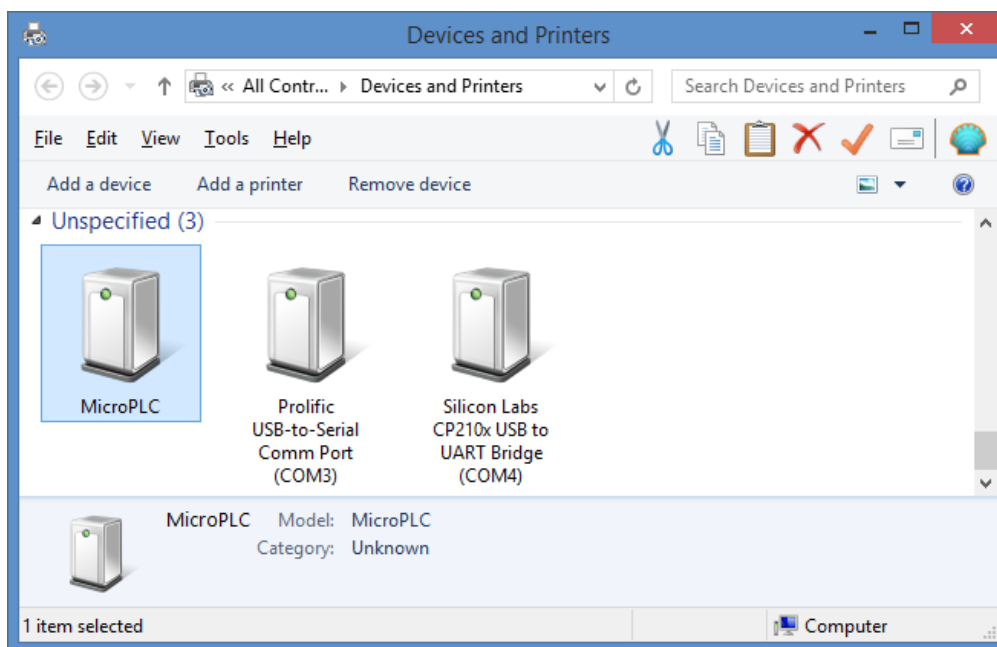 Devices and Printers
« All Contr... Devices and Printers
Search Devices and Printers
File Edit View Tools Help
Add a device Add a printer Remove device
Unspecified (3)
MicroPLC
Prolific
USB-to-Serial
Comm Port
(COM3)
Silicon Labs
CP210x USB to
UART Bridge
(COM4)
MicroPLC Model: MicroPLC
Category: Unknown
1 item selected
Computer